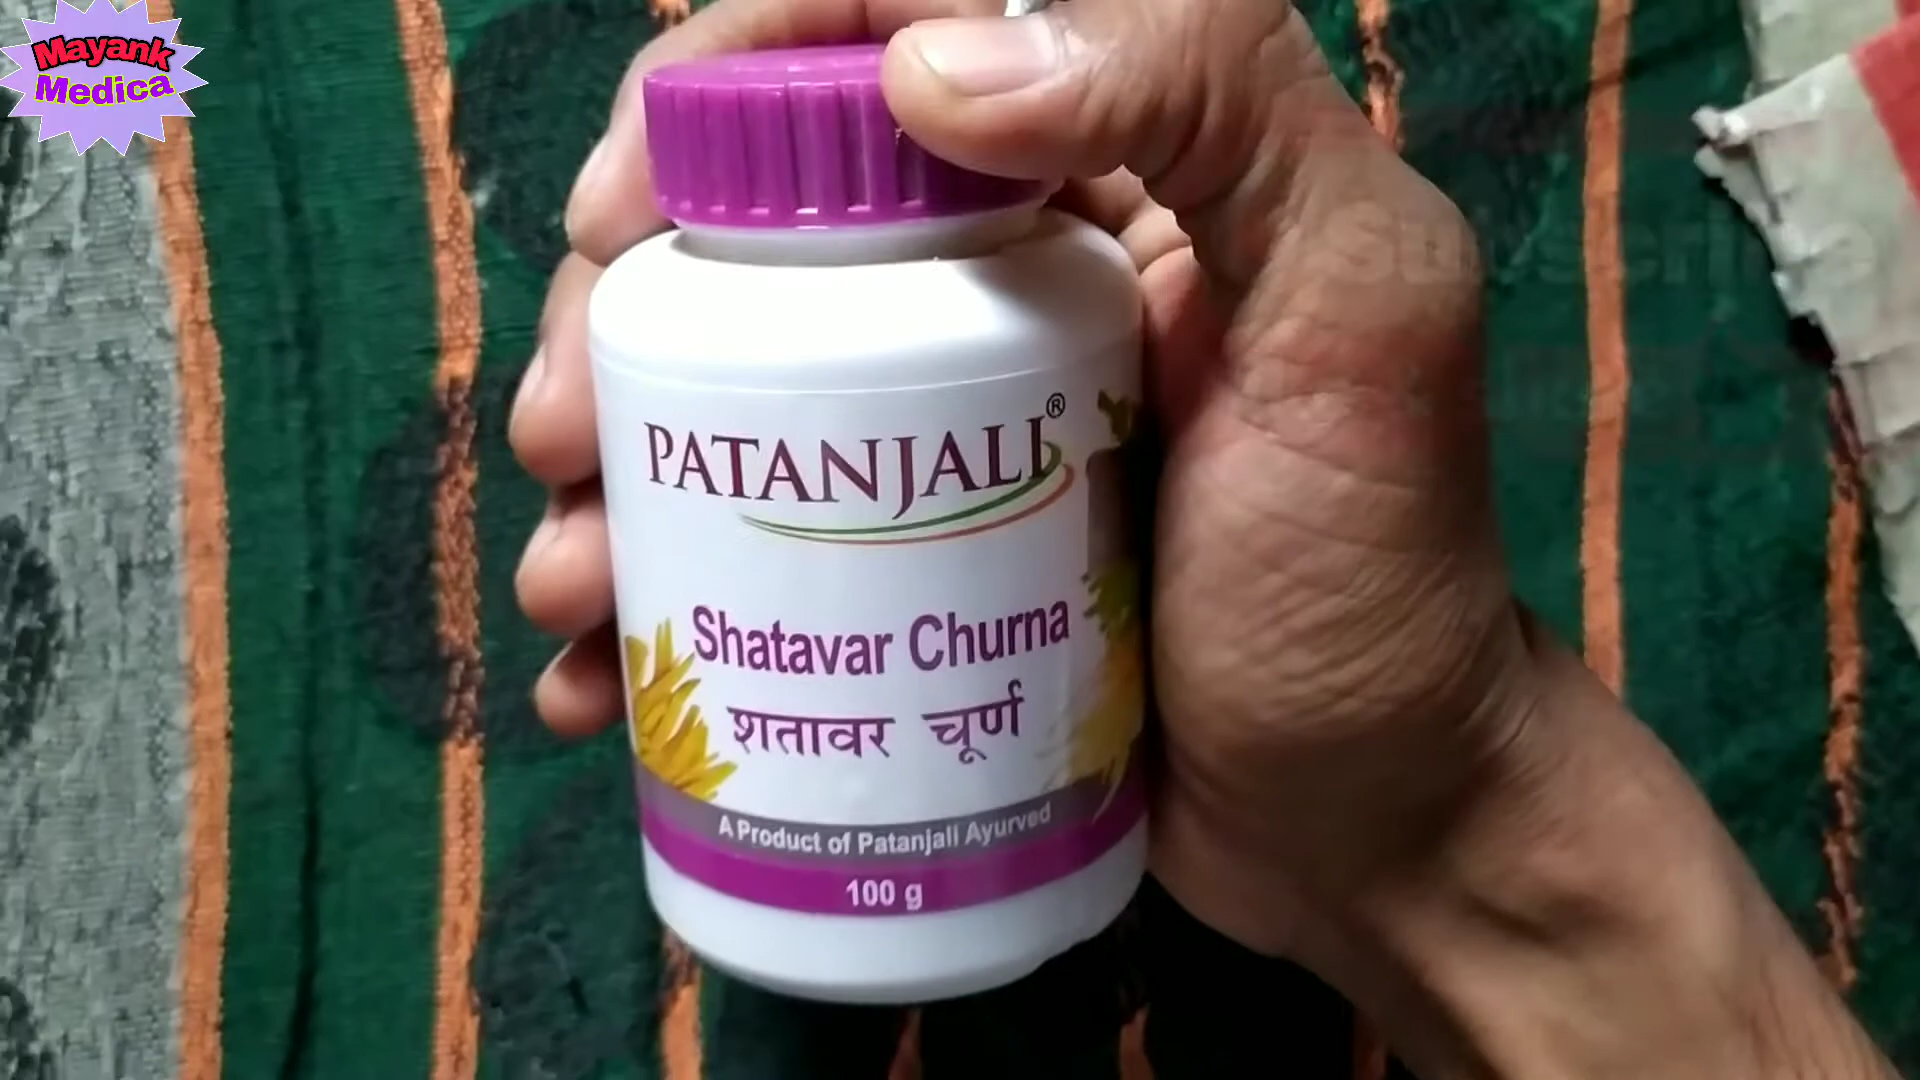 Mayank
Medica
PATANJALI®
Shatavar Churna
शतावर चूर्ण
A Product of Patanjali Ayurved
100 g